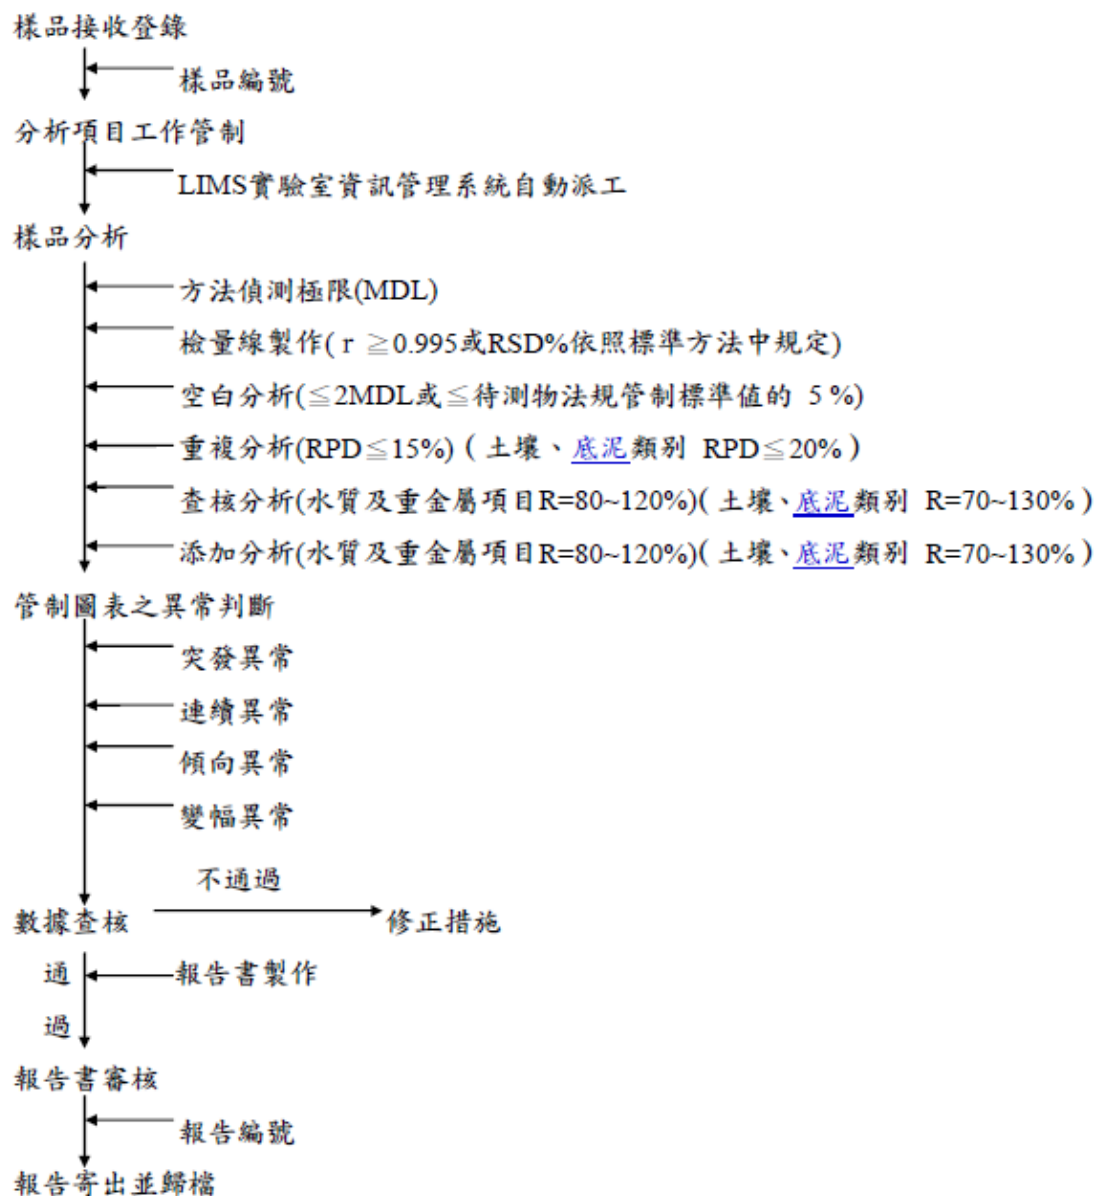 樣品接收登錄
樣品編號
分析項目工作管制
LIMS實驗室資訊管理系統自動派工
樣品分析
方法偵測極限(MDL)
檢量線製作( r ≧0.995或RSD%依照標準方法中規定)
空白分析(≦2MDL或≦待測物法規管制標準值的 5 %)
重複分析(RPD≦15%) ( 土壤、底泥類別 RPD≦20% )
查核分析(水質及重金屬項目R=80~120%)( 土壤、底泥類別 R=70~130% )
添加分析(水質及重金屬項目R=80~120%)( 土壤、底泥類別 R=70~130% )
管制圖表之異常判斷
突發異常
連續異常
傾向異常
變幅異常
不通過
數據查核 修正措施
通 報告書製作
過
報告書審核
報告編號
報告寄出並歸檔